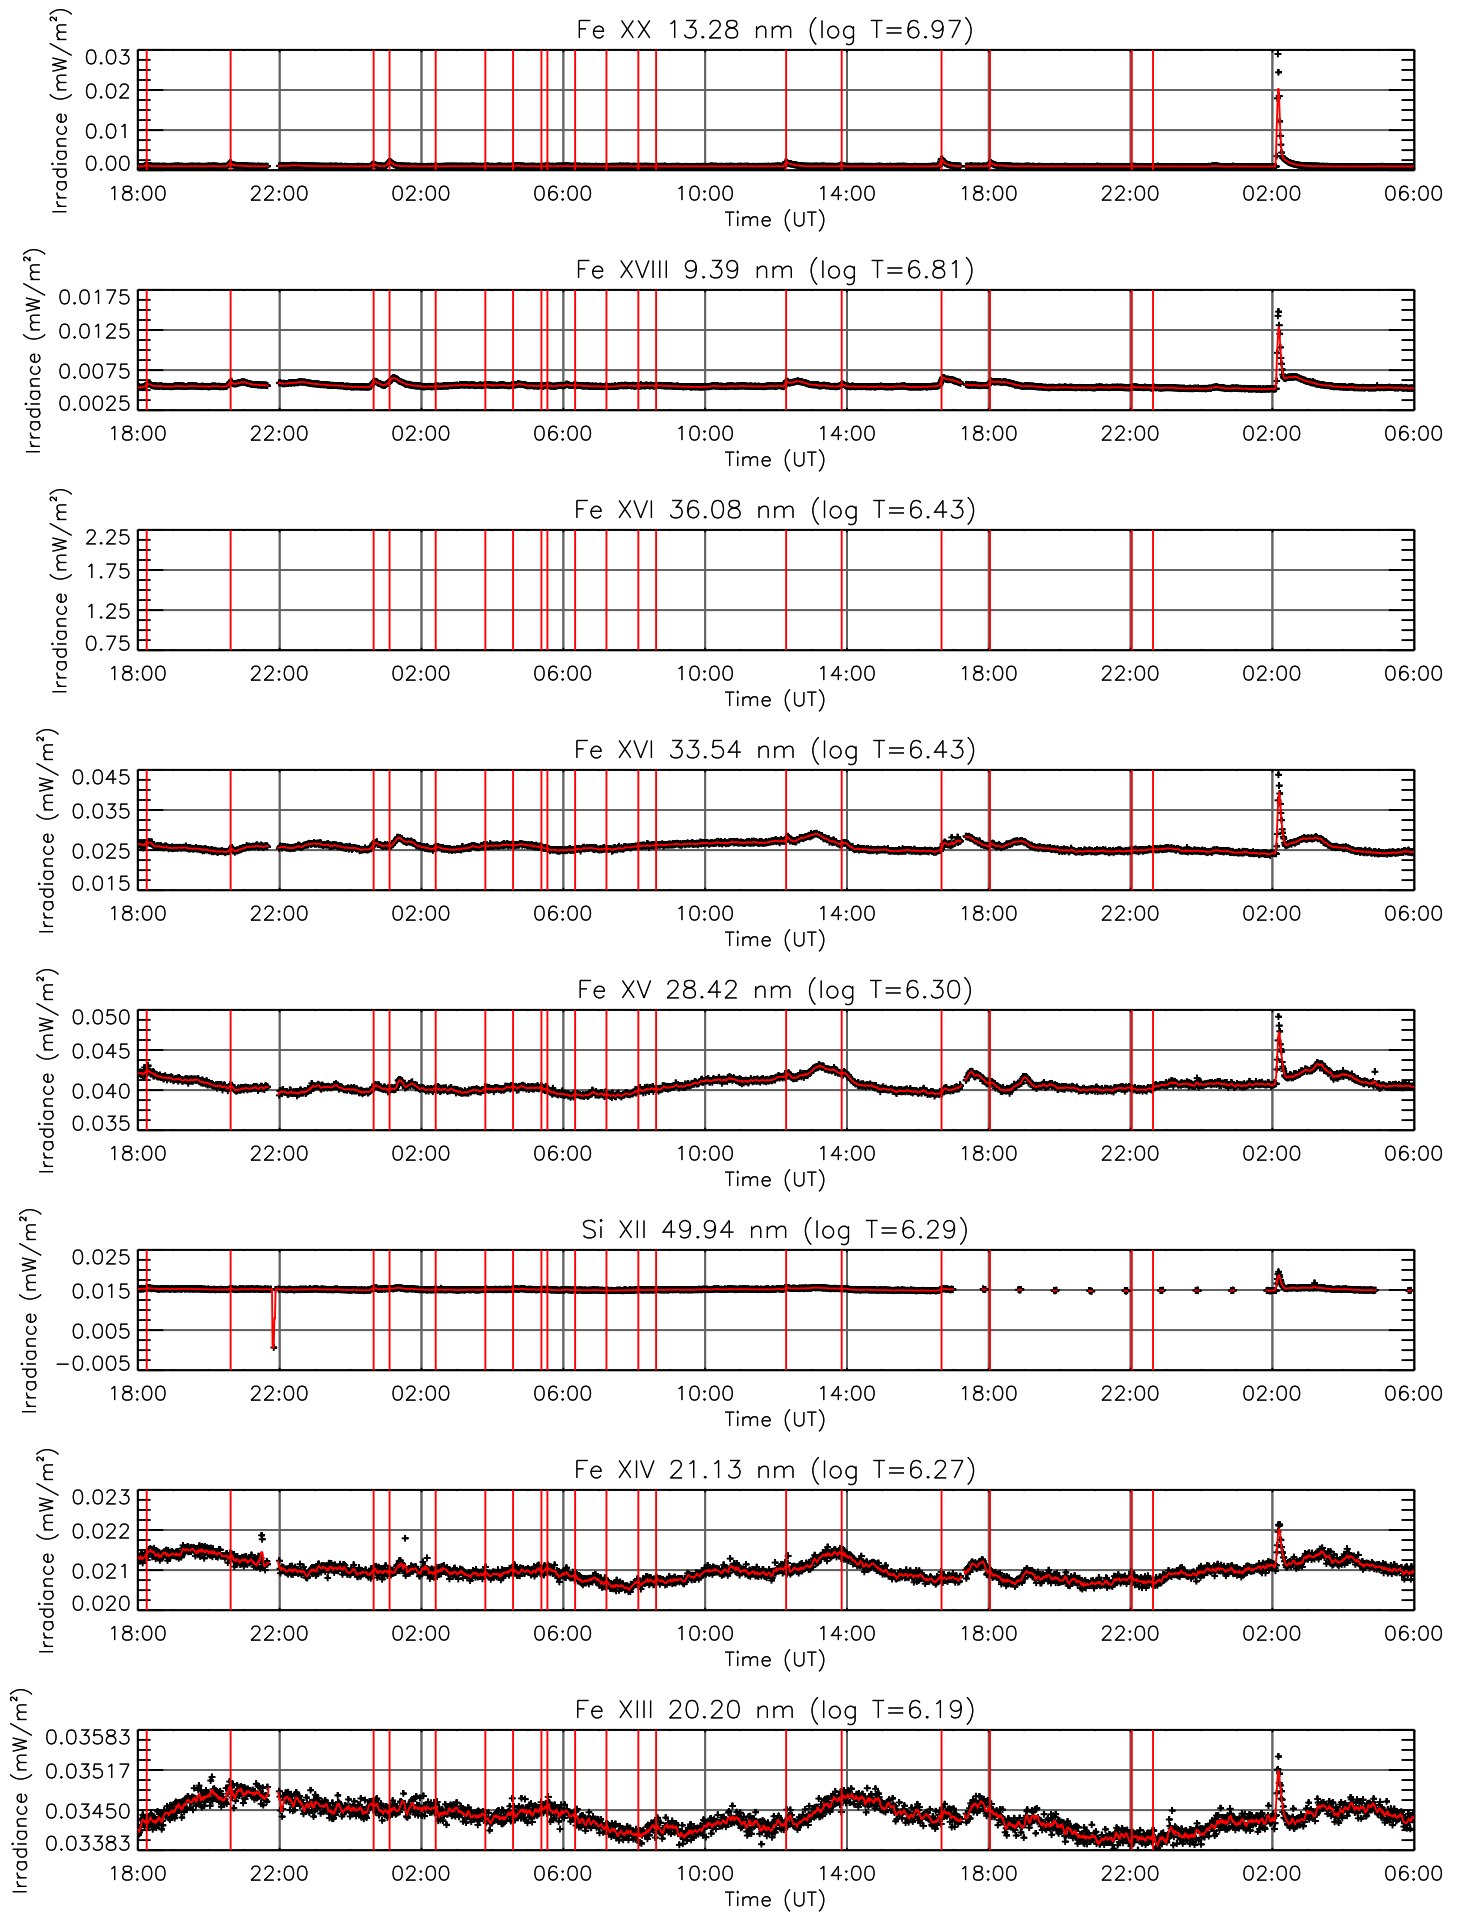 Fe XX 13.28 nm (log T=6.97)
Irradiance (mW/m²)
0.03
0.02
0.01
0.00
18:00 22:00 02:00 06:00 10:00 14:00 18:00 22:00 02:00 06:00
Time (UT)
Fe XVIII 9.39 nm (log T=6.81)
Irradiance (mW/m²)
0.0175
0.0125
0.0075
0.0025
18:00 22:00 02:00 06:00 10:00 14:00 18:00 22:00 02:00 06:00
Time (UT)
Fe XVI 36.08 nm (log T=6.43)
Irradiance (mW/m²)
2.25
1.75
1.25
0.75
18:00 22:00 02:00 06:00 10:00 14:00 18:00 22:00 02:00 06:00
Time (UT)
Fe XVI 33.54 nm (log T=6.43)
Irradiance (mW/m²)
0.045
0.035
0.025
0.015
18:00 22:00 02:00 06:00 10:00 14:00 18:00 22:00 02:00 06:00
Time (UT)
Fe XV 28.42 nm (log T=6.30)
Irradiance (mW/m²)
0.050
0.045
0.040
0.035
18:00 22:00 02:00 06:00 10:00 14:00 18:00 22:00 02:00 06:00
Time (UT)
Si XII 49.94 nm (log T=6.29)
Irradiance (mW/m²)
0.025
0.015
0.005
−0.005
18:00 22:00 02:00 06:00 10:00 14:00 18:00 22:00 02:00 06:00
Time (UT)
Fe XIV 21.13 nm (log T=6.27)
Irradiance (mW/m²)
0.023
0.022
0.021
0.020
18:00 22:00 02:00 06:00 10:00 14:00 18:00 22:00 02:00 06:00
Time (UT)
Fe XIII 20.20 nm (log T=6.19)
Irradiance (mW/m²)
0.03583
0.03517
0.03450
0.03383
18:00 22:00 02:00 06:00 10:00 14:00 18:00 22:00 02:00 06:00
Time (UT)